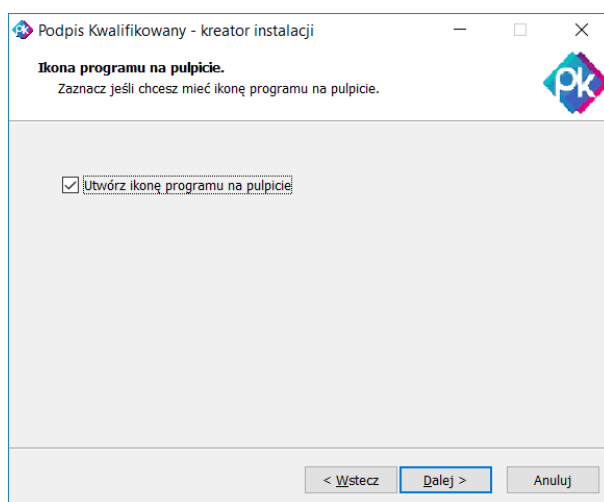 Podpis Kwalifikowany - kreator instalacji
Ikona programu na pulpicie.
Zaznacz jeśli chcesz mieć ikonę programu na pulpicie.
pk
Utwórz ikonę programu na pulpicie
< Wstecz
Dalej >
Anuluj